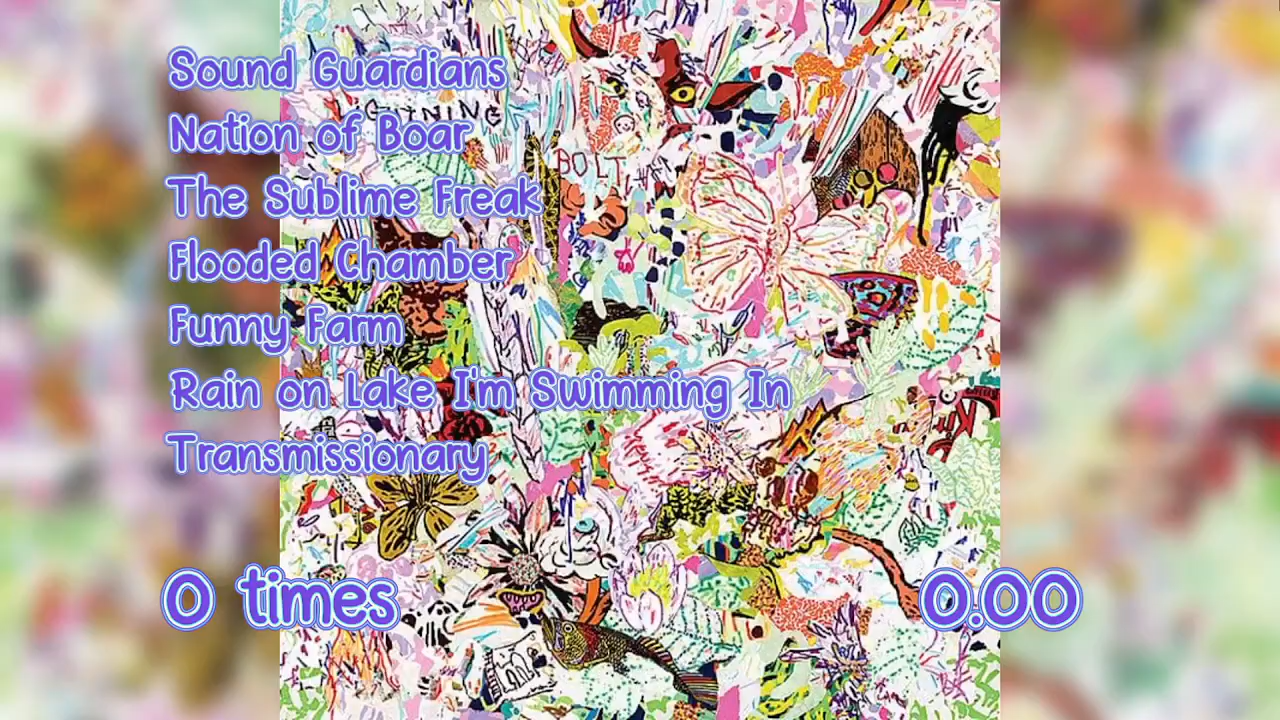 Sound Guardians
Nation of Boar
The Sublime Freak
Flooded Chamber
Funny Farm
Rain on Lake I'm Swimming In
Transmissionary
0 times
0.00